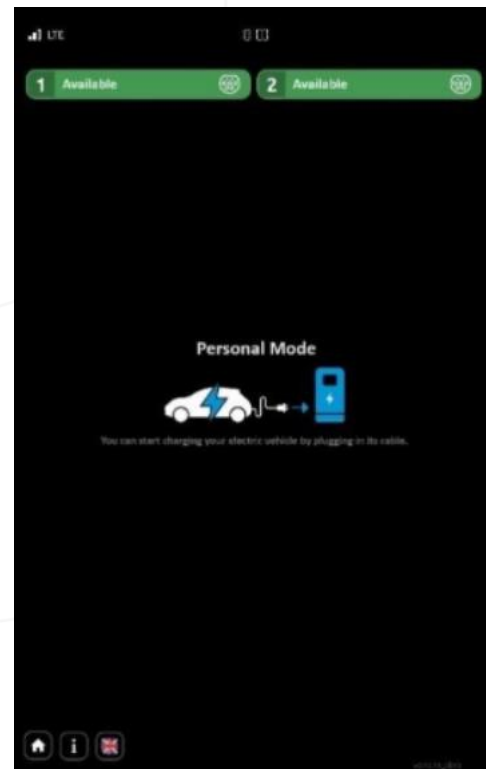 LTE
1 Available 2 Available
Personal Mode
You can start charging your electric vehicle by plugging in its cable.
i